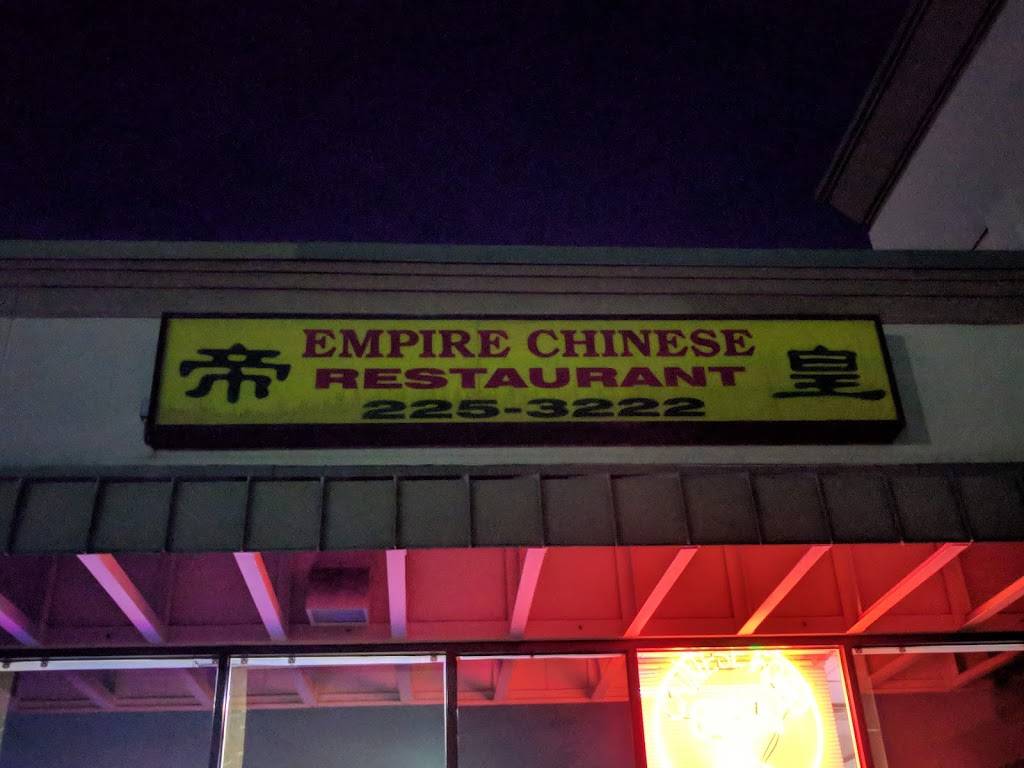 帝 皇
EMPIRE CHINESE
RESTAURANT
225-3222